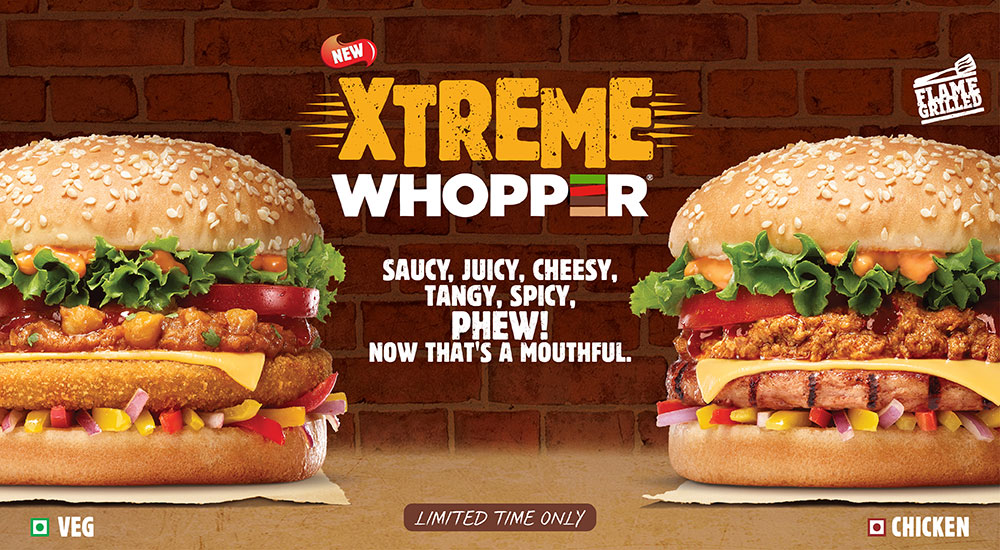 NEW
XTREME
WHOPPER®
FLAME
GRILLED
SAUCY, JUICY, CHEESY,
TANGY, SPICY,
PHEW!
NOW THAT'S A MOUTHFUL.
LIMITED TIME ONLY
VEG
CHICKEN